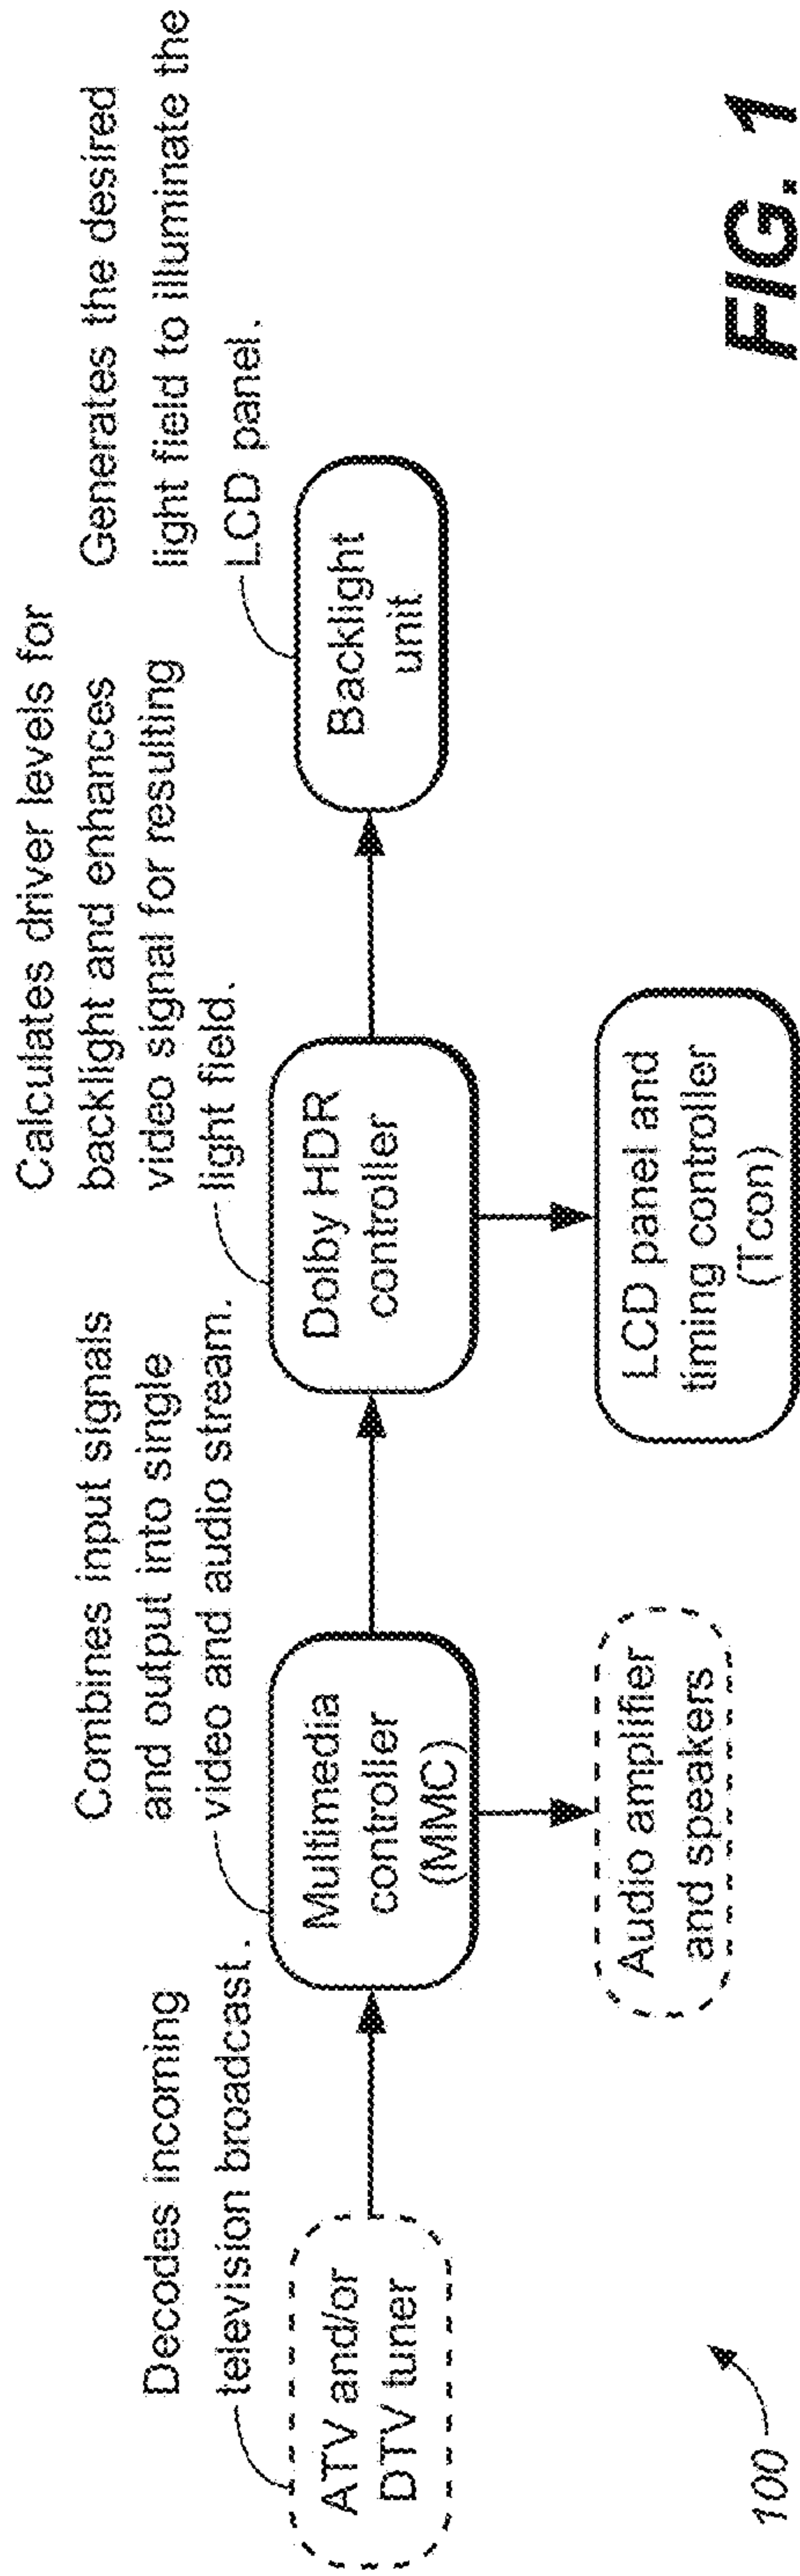 Decodes incoming
television broadcast.
ATV and/or
DTV tuner
Combines input signals
and output into single
video and audio stream.
Multimedia
controller
(MMC)
Audio amplifier
and speakers
Calculates driver levels for
backlight and enhances
video signal for resulting
light field.
Dolby HDR
controller
LCD panel and
timing controller
(Tcon)
Generates the desired
light field to illuminate the
LCD panel.
Backlight
unit
100
FIG. 1